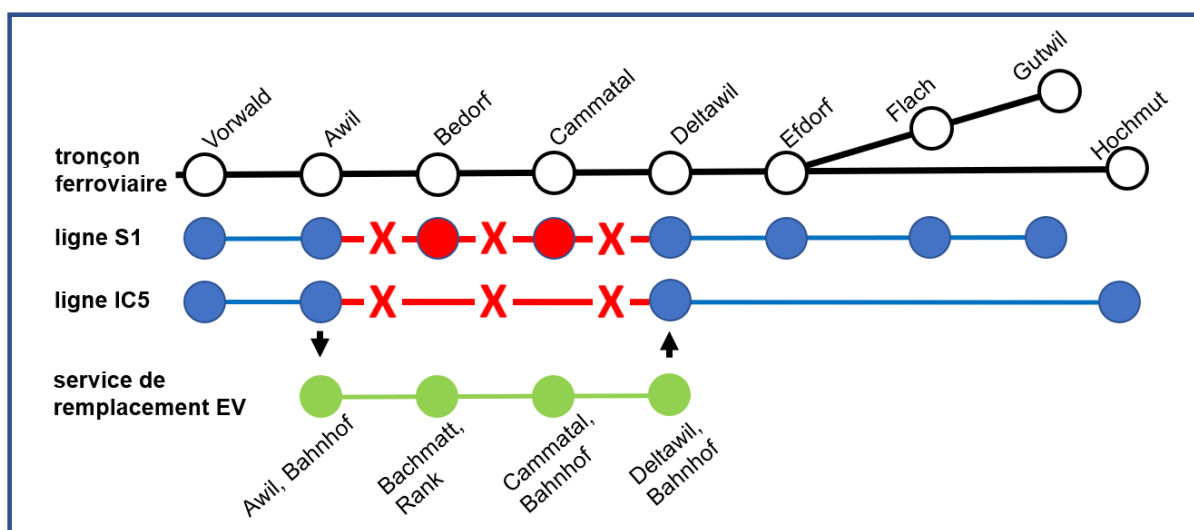 Vorwald
Awil
Bedorf
Cammatal
Deltawil
Efdorf
Flach
Gutwil
Hochmut
tronçon
ferroviaire
ligne S1
X X X
ligne IC5
X X X
service de
remplacement EV
Awil, Bahnhof
Bachmatt,
Rank
Cammatal,
Bahnhof
Deltawil,
Bahnhof